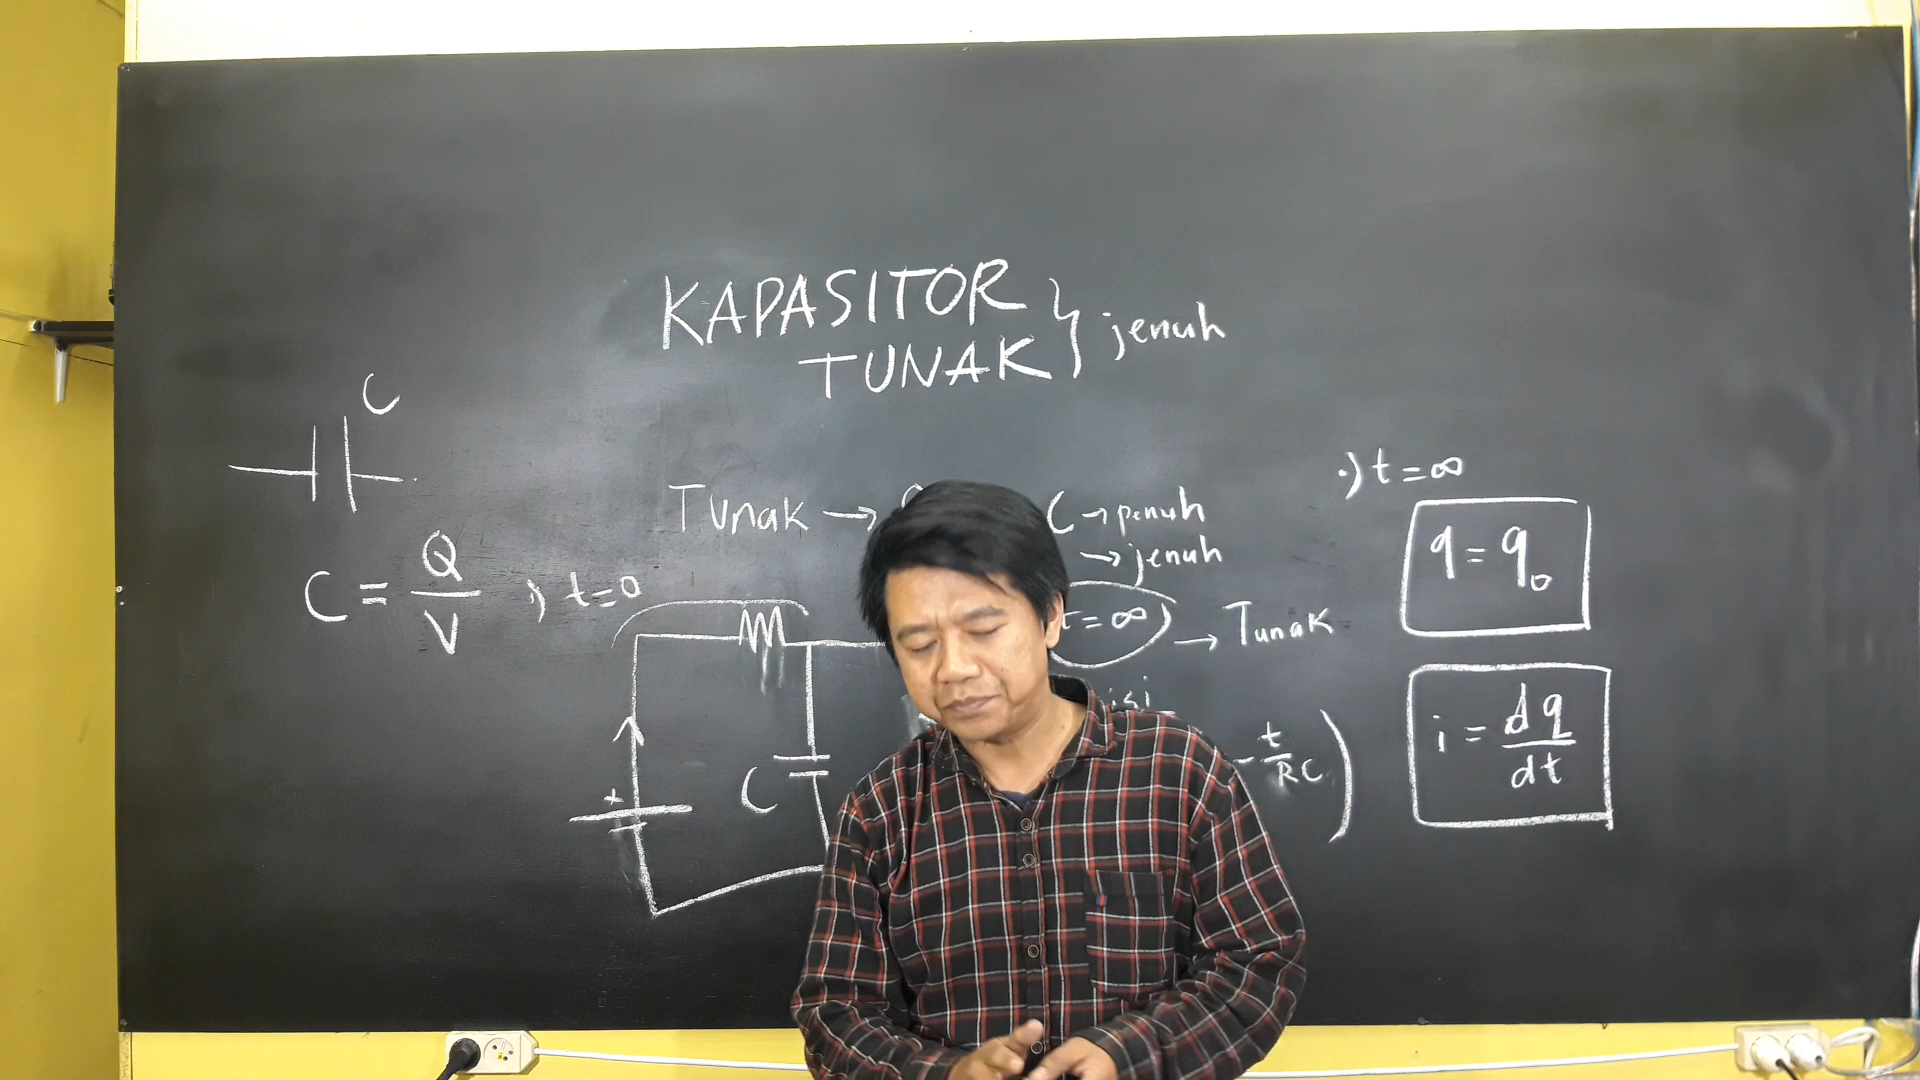 KAPASITOR
TUNAK } jenuh
C
C = Q/V
Tunak →
C → penuh
→ jenuh
·) t=0
t=∞ → Tunak
+
C
-t/RC )
·) t=∞
q = q₀
i = dq/dt